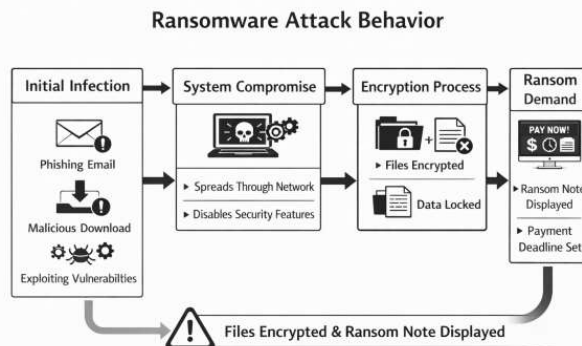 Ransomware Attack Behavior
Initial Infection
Phishing Email
Malicious Download
Exploiting Vulnerabilties
System Compromise
▸ Spreads Through Network
▸ Disables Security Features
Encryption Process
▸ Files Encrypted
Data Locked
Ransom
Demand
PAY NOW!
$
▸ Ransom Note
Displayed
▸ Payment
Deadline Set
Files Encrypted & Ransom Note Displayed